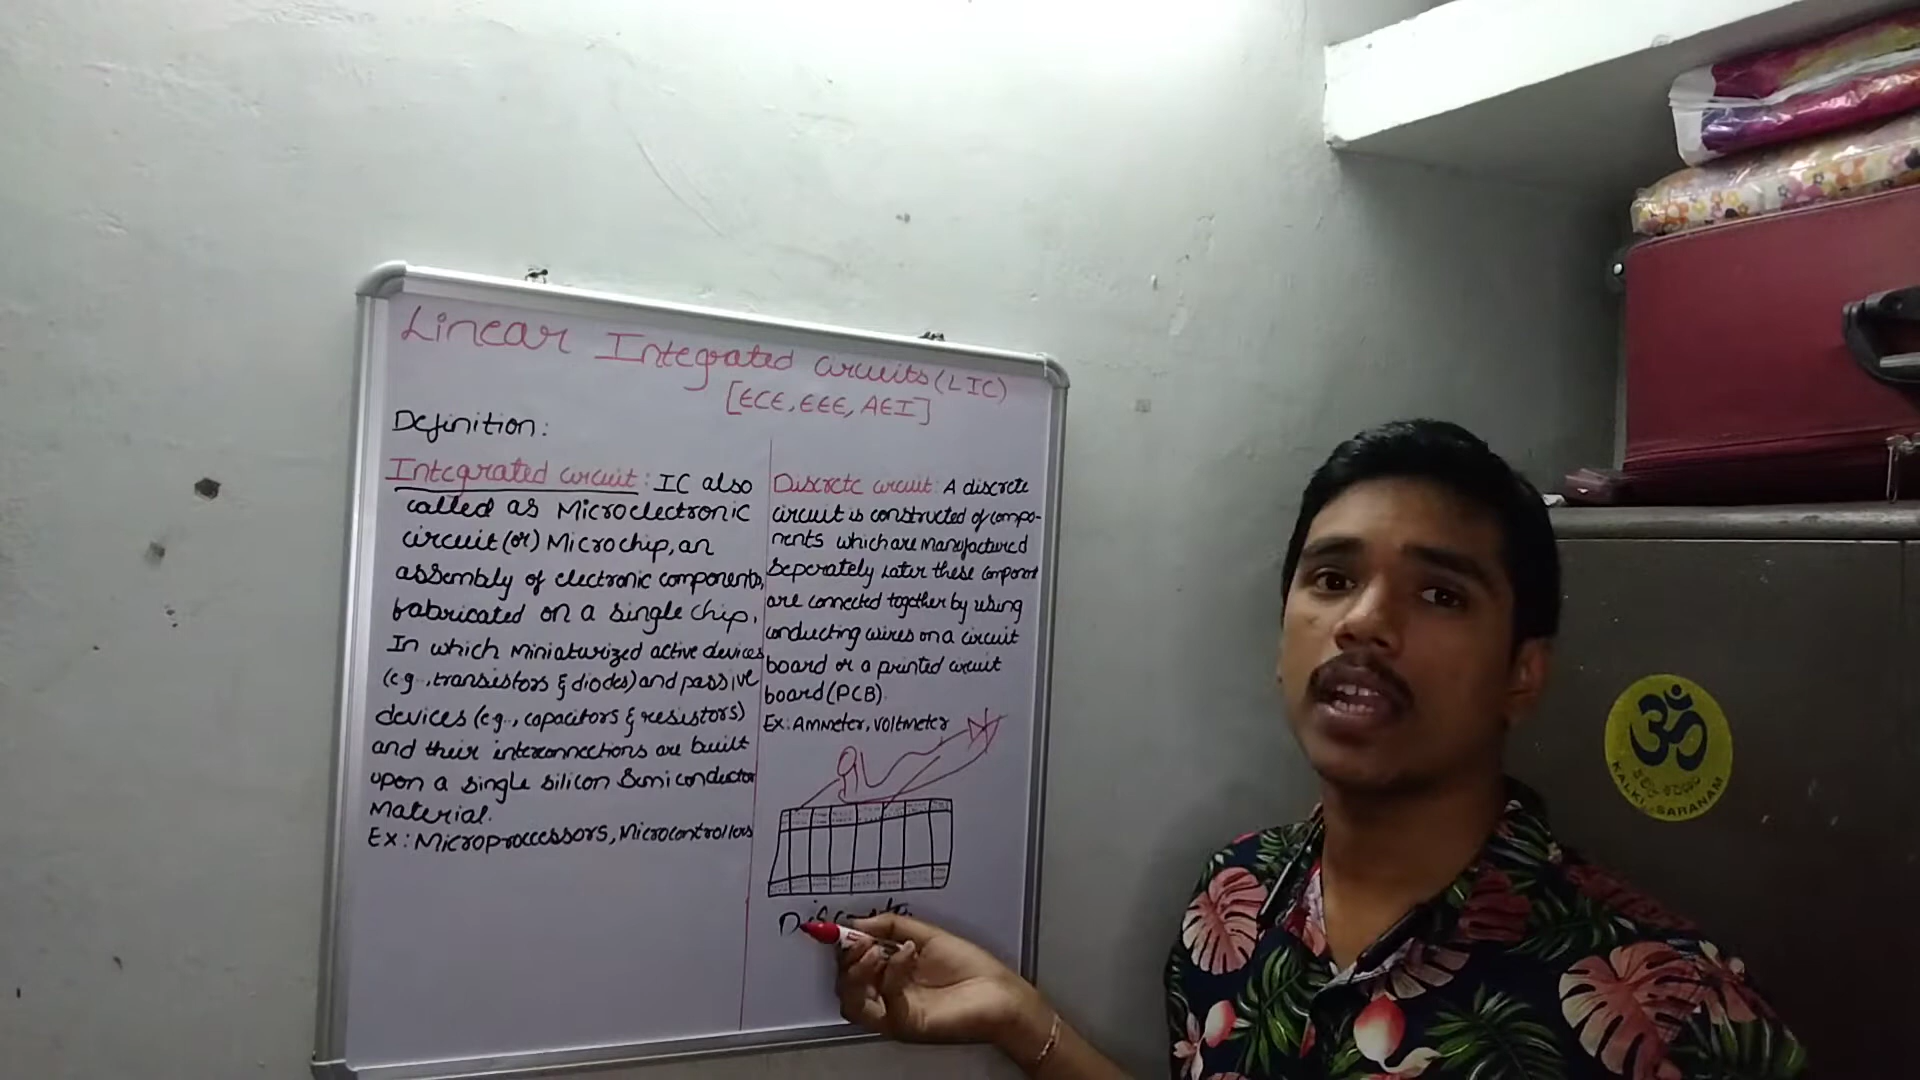 Linear Integrated Circuits (LIC)
[ECE, EEE, AEI]
Definition:
Integrated circuit: IC also
called as Microelectronic
circuit (or) Microchip, an
assembly of electronic components,
fabricated on a single chip.
In which miniaturized active devices
(e.g., transistors & diodes) and passive
devices (e.g., capacitors & resistors)
and their interconnections are built
upon a single silicon Semiconductor
Material.
Ex: Microproccessors, Microcontrollers
Discrete circuit: A discrete
circuit is constructed of compo-
nents which are Manufactured
Seperately Later these component
are connected together by using
conducting wires on a circuit
board or a printed circuit
board (PCB).
Ex: Ammeter, voltmeter
ॐ
KALKI SARANAM